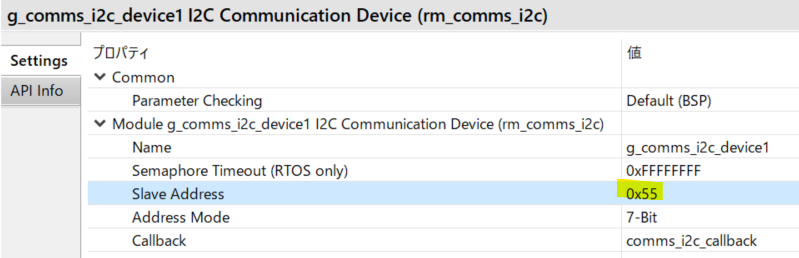 g_comms_i2c_device1 I2C Communication Device (rm_comms_i2c)
Settings
API Info
プロパティ 値
Common
Parameter Checking Default (BSP)
Module g_comms_i2c_device1 I2C Communication Device (rm_comms_i2c)
Name g_comms_i2c_device1
Semaphore Timeout (RTOS only) 0xFFFFFFFF
Slave Address 0x55
Address Mode 7-Bit
Callback comms_i2c_callback